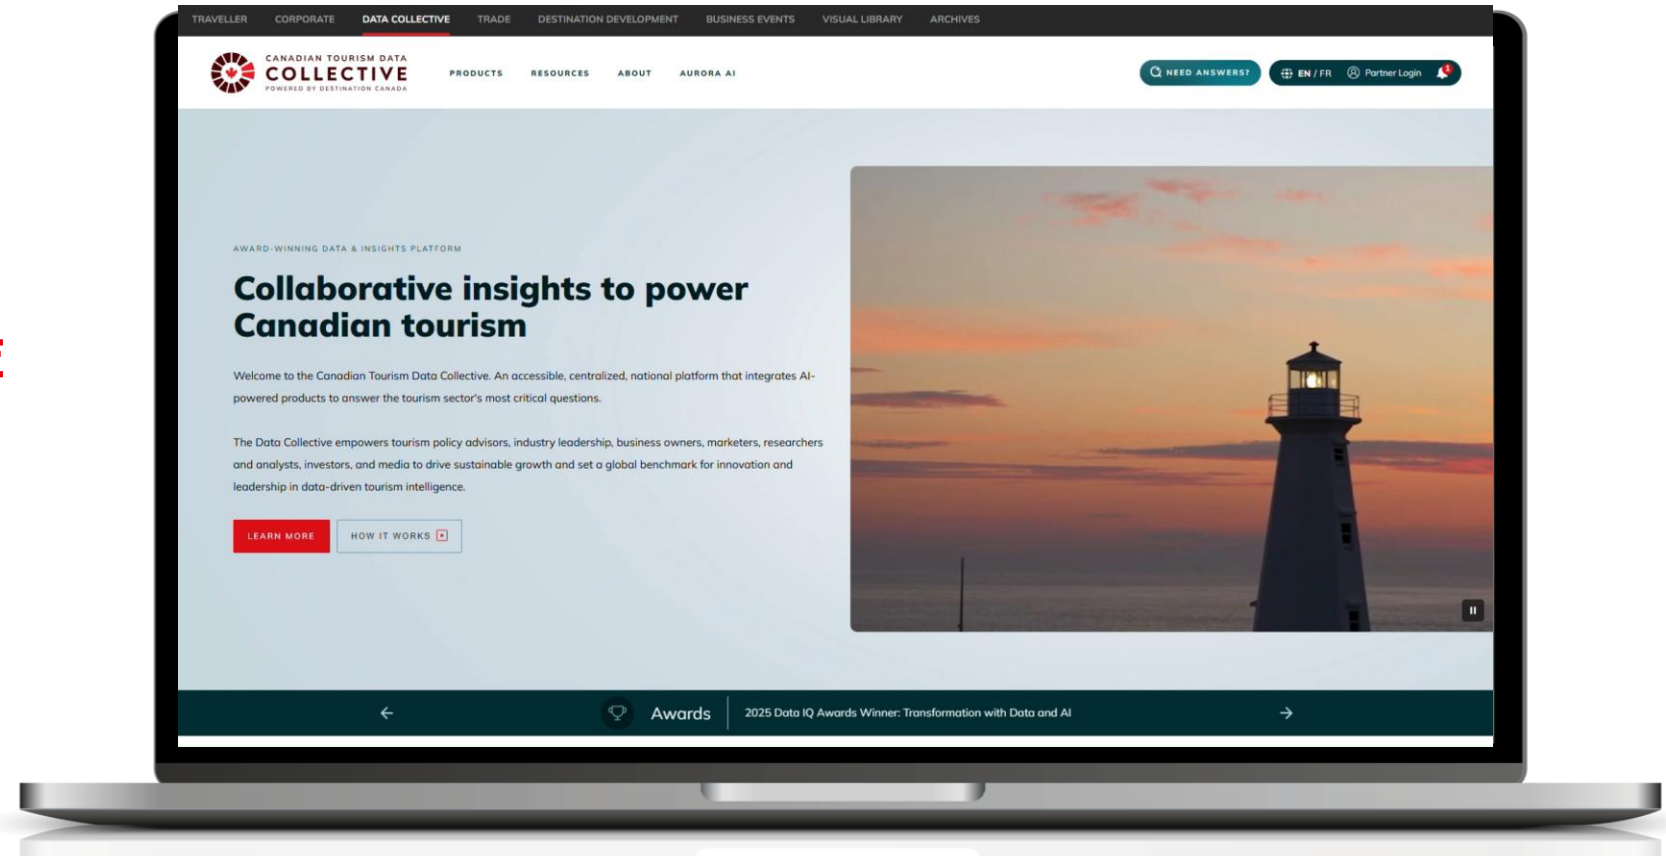 TRAVELLER CORPORATE DATA COLLECTIVE TRADE DESTINATION DEVELOPMENT BUSINESS EVENTS VISUAL LIBRARY ARCHIVES
CANADIAN TOURISM DATA
COLLECTIVE
POWERED BY DESTINATION CANADA
PRODUCTS RESOURCES ABOUT AURORA AI
NEED ANSWERS?
EN / FR Partner Login 1
AWARD-WINNING DATA & INSIGHTS PLATFORM
Collaborative insights to power
Canadian tourism
Welcome to the Canadian Tourism Data Collective. An accessible, centralized, national platform that integrates AI-
powered products to answer the tourism sector's most critical questions.
The Data Collective empowers tourism policy advisors, industry leadership, business owners, marketers, researchers
and analysts, investors, and media to drive sustainable growth and set a global benchmark for innovation and
leadership in data-driven tourism intelligence.
LEARN MORE HOW IT WORKS
Awards 2025 Data IQ Awards Winner: Transformation with Data and AI